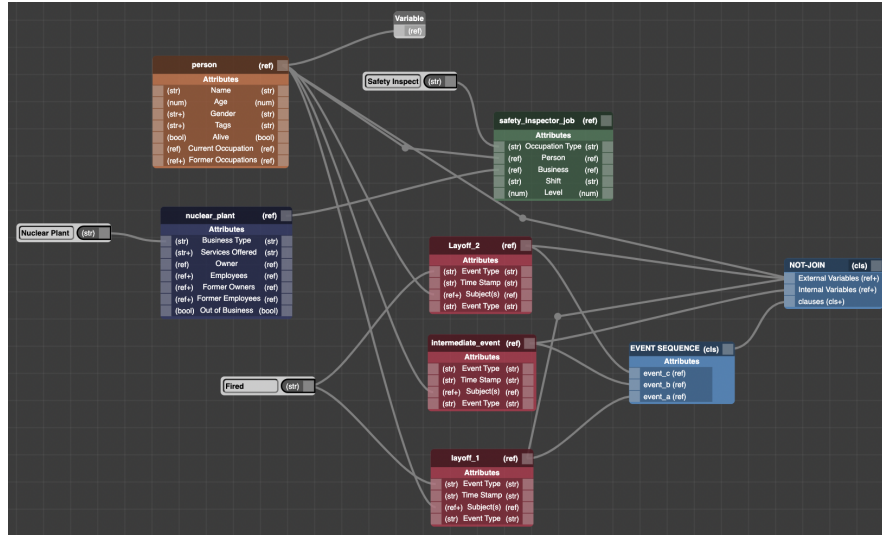 Variable
(ref)
person (ref)
Attributes
(str) Name (str)
(num) Age (num)
(str+) Gender (str)
(str+) Tags (str)
(bool) Alive (bool)
(ref) Current Occupation (ref)
(ref+) Former Occupations (ref)
Safety Inspect (str)
safety_inspector_job (ref)
Attributes
(str) Occupation Type (str)
(ref) Person (ref)
(ref) Business (ref)
(str) Shift (str)
(num) Level (num)
Nuclear Plant (str)
nuclear_plant (ref)
Attributes
(str) Business Type (str)
(str+) Services Offered (str)
(ref) Owner (ref)
(ref+) Employees (ref)
(ref+) Former Owners (ref)
(ref+) Former Employees (ref)
(bool) Out of Business (bool)
Layoff_2 (ref)
Attributes
(str) Event Type (str)
(str) Time Stamp (str)
(ref+) Subject(s) (ref)
(str) Event Type (str)
NOT-JOIN (cls)
External Variables (ref+)
Internal Variables (ref+)
clauses (cls+)
intermediate_event (ref)
Attributes
(str) Event Type (str)
(str) Time Stamp (str)
(ref+) Subject(s) (ref)
(str) Event Type (str)
EVENT SEQUENCE (cls)
Attributes
event_c (ref)
event_b (ref)
event_a (ref)
Fired (str)
layoff_1 (ref)
Attributes
(str) Event Type (str)
(str) Time Stamp (str)
(ref+) Subject(s) (ref)
(str) Event Type (str)